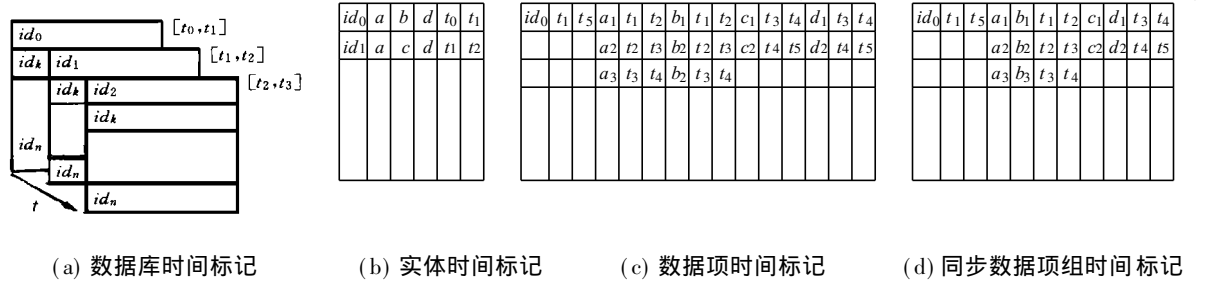 id0 [t0,t1]
idk id1 [t1,t2]
idk id2 [t2,t3]
idk
idn
idn
idn
t
(a) 数据库时间标记
id0 a b d t0 t1
id1 a c d t1 t2
(b) 实体时间标记
id0 t1 t5 a1 t1 t2 b1 t1 t2 c1 t3 t4 d1 t3 t4
a2 t2 t3 b2 t2 t3 c2 t4 t5 d2 t4 t5
a3 t3 t4 b2 t3 t4
(c) 数据项时间标记
id0 t1 t5 a1 b1 t1 t2 c1 d1 t3 t4
a2 b2 t2 t3 c2 d2 t4 t5
a3 b3 t3 t4
(d) 同步数据项组时间标记